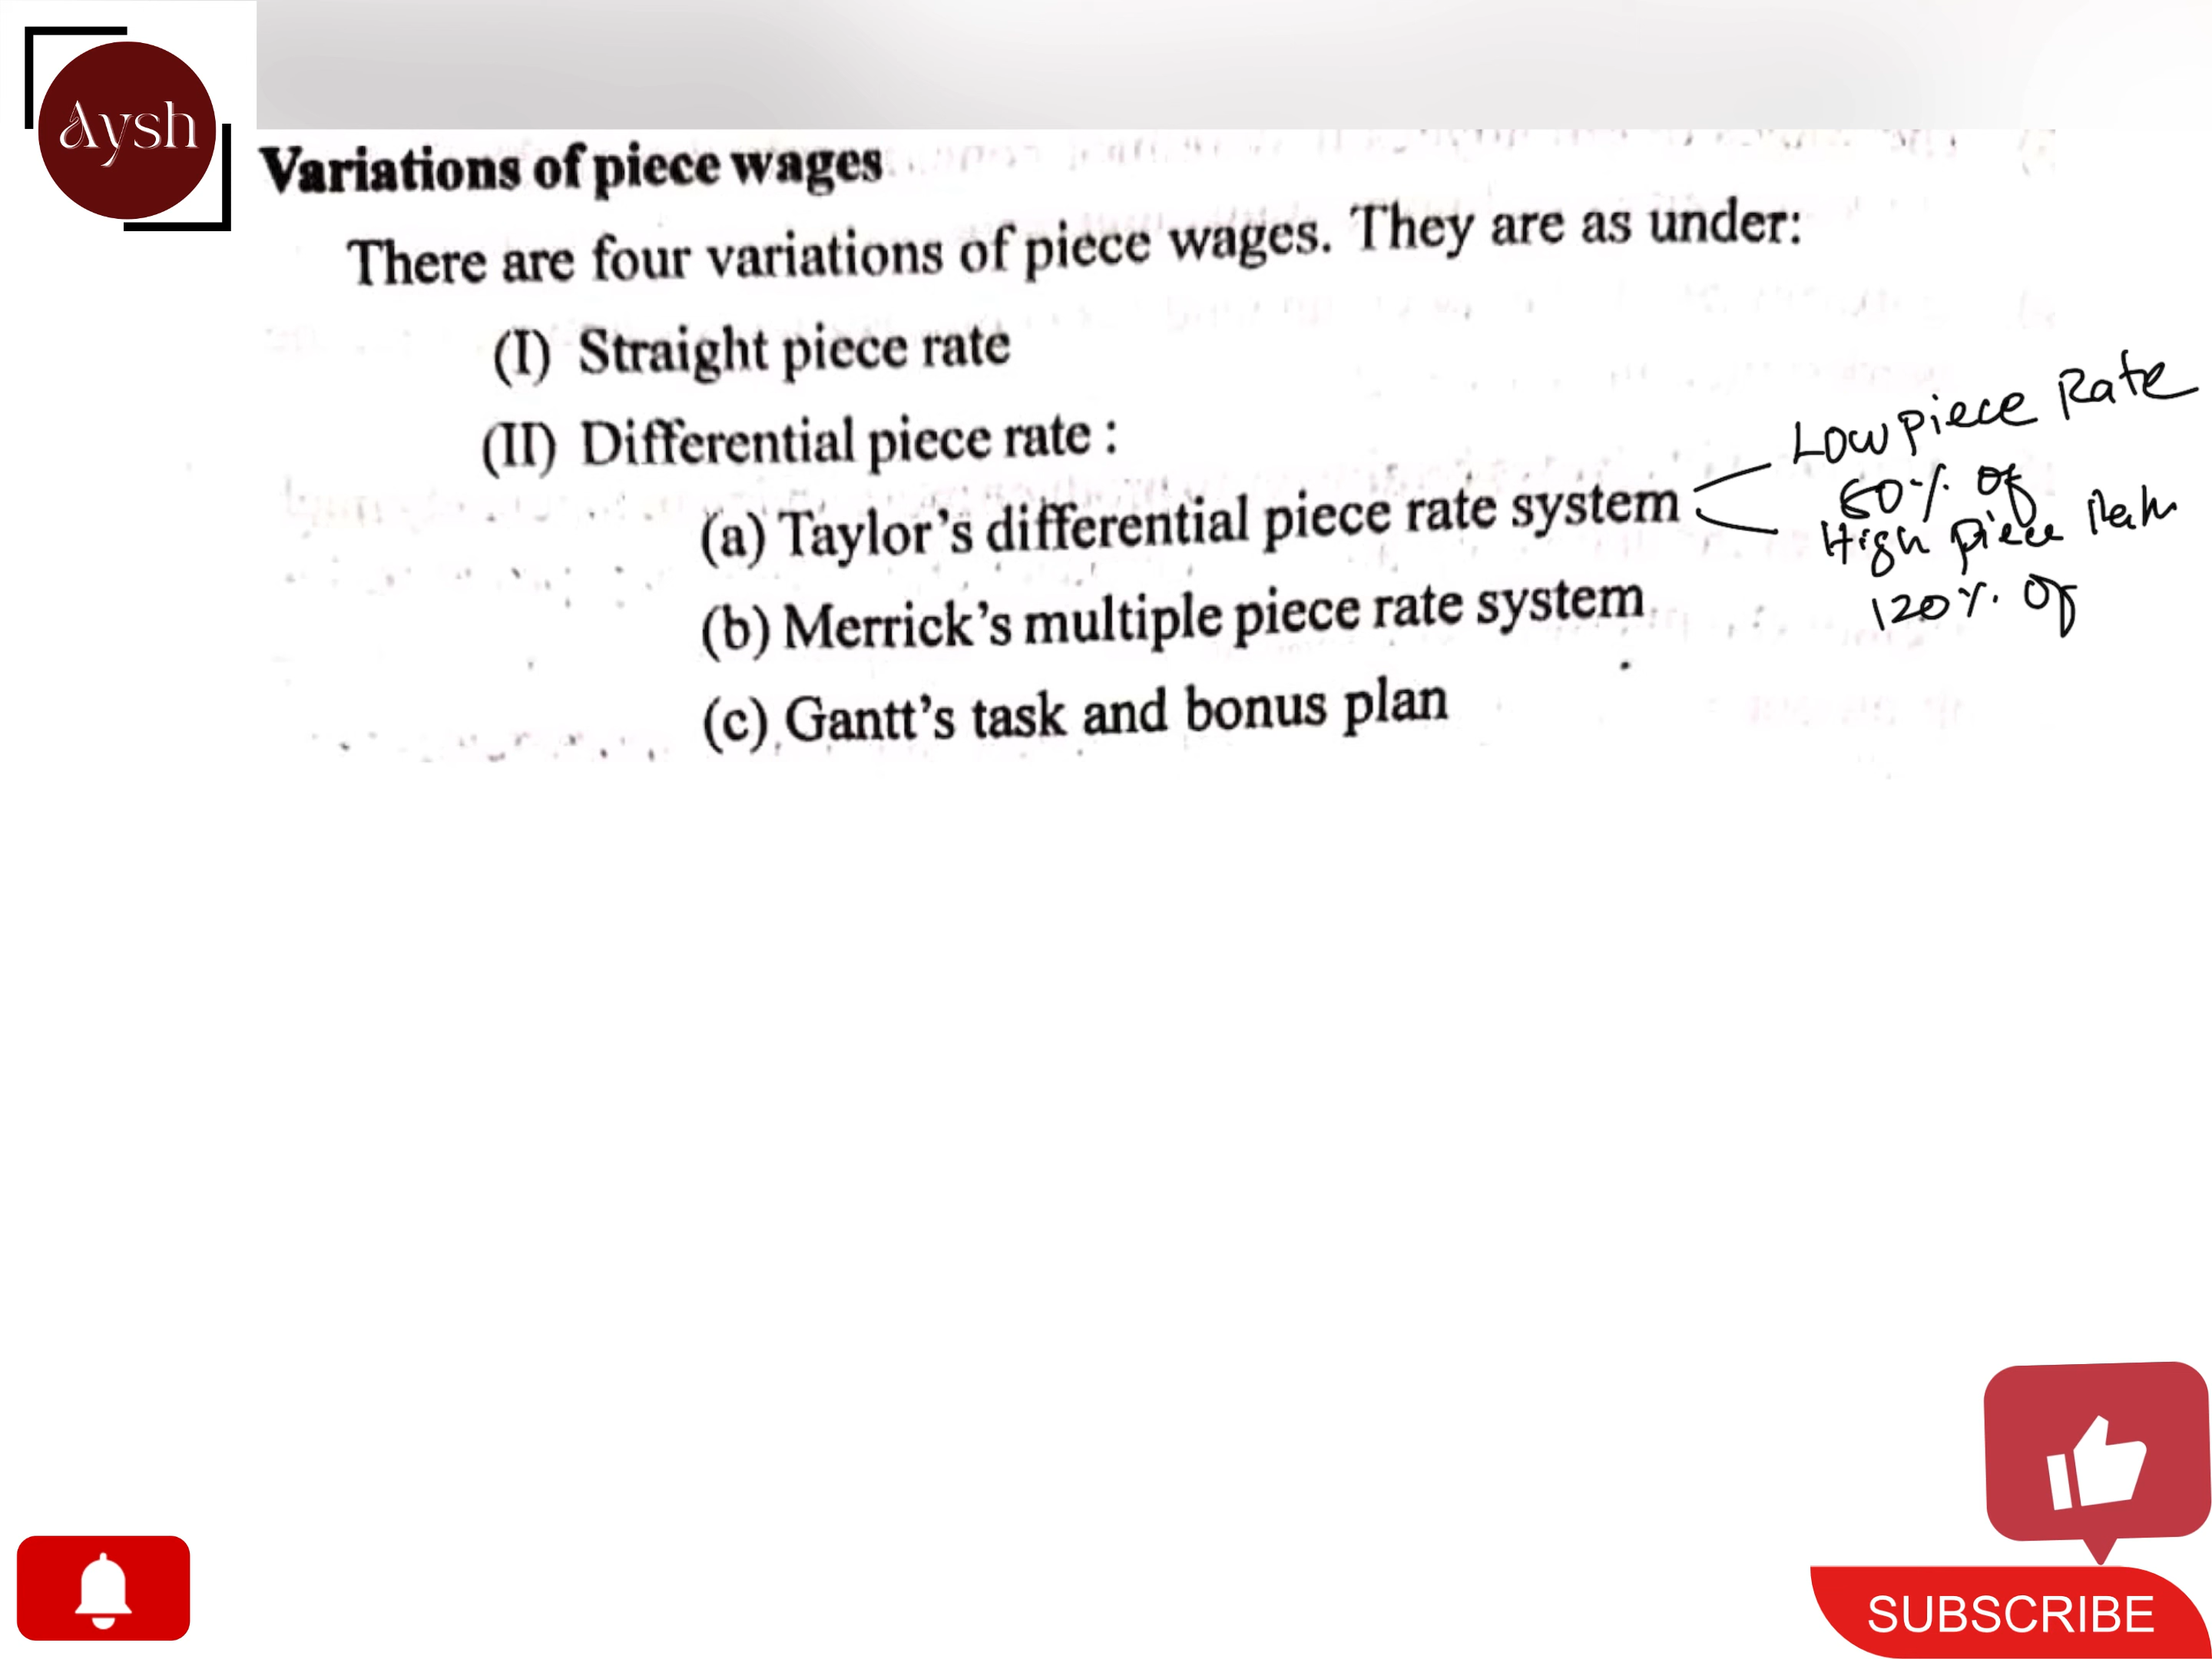 Aysh
Variations of piece wages
There are four variations of piece wages. They are as under:
(I) Straight piece rate
(II) Differential piece rate :
(a) Taylor's differential piece rate system
Low piece Rate
% of
High piece
120% of
(b) Merrick's multiple piece rate system
(c) Gantt's task and bonus plan
SUBSCRIBE